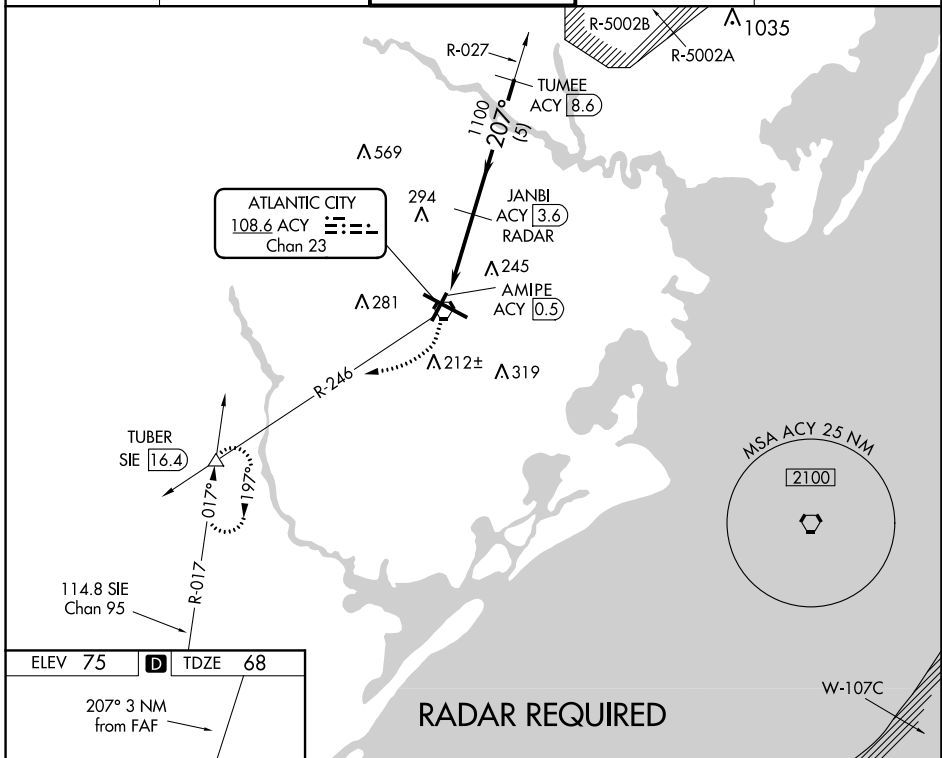 R-5002B
1035
R-5002A
R-027
TUMEE
ACY 8.6
1100
207°
(5)
569
294
JANBI
ACY 3.6
RADAR
ATLANTIC CITY
108.6 ACY
Chan 23
245
AMIPE
ACY 0.5
281
212±
319
R-246
TUBER
SIE 16.4
017°
197°
MSA ACY 25 NM
2100
R-017
114.8 SIE
Chan 95
ELEV 75 D TDZE 68
207° 3 NM
from FAF
RADAR REQUIRED
W-107C